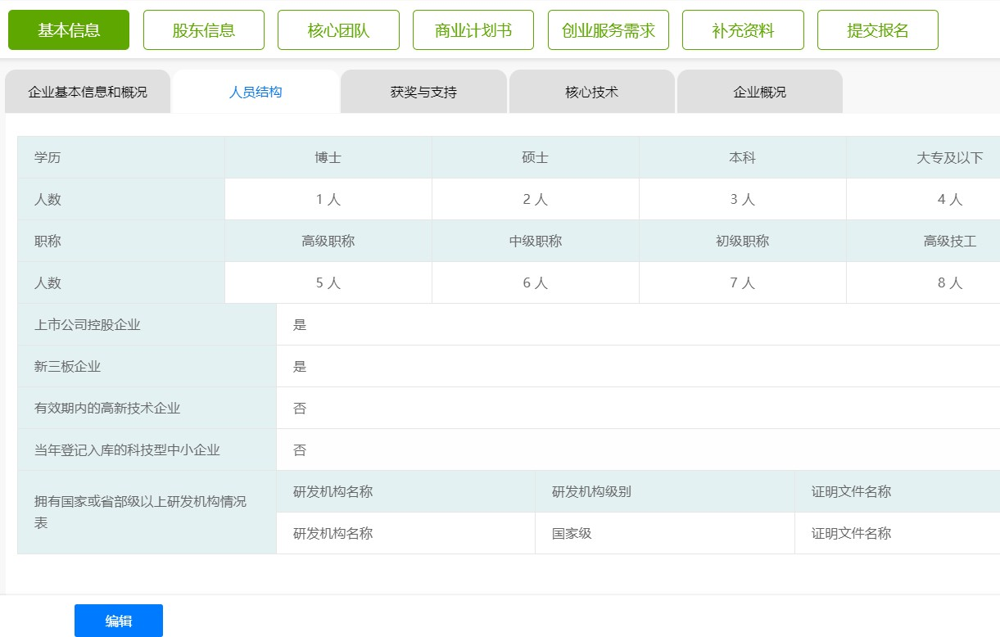 基本信息 股东信息 核心团队 商业计划书 创业服务需求 补充资料 提交报名
企业基本信息和概况 人员结构 获奖与支持 核心技术 企业概况
学历 博士 硕士 本科 大专及以下
人数 1 人 2 人 3 人 4 人
职称 高级职称 中级职称 初级职称 高级技工
人数 5 人 6 人 7 人 8 人
上市公司控股企业 是
新三板企业 是
有效期内的高新技术企业 否
当年登记入库的科技型中小企业 否
拥有国家或省部级以上研发机构情况
表
研发机构名称 研发机构级别 证明文件名称
研发机构名称 国家级 证明文件名称
编辑